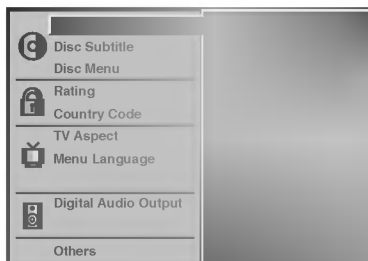 Disc Subtitle
Disc Menu
Rating
Country Code
TV Aspect
Menu Language
Digital Audio Output
Others